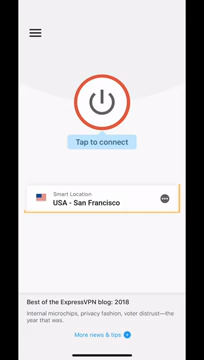 Tap to connect
Smart Location
USA - San Francisco
Best of the ExpressVPN blog: 2018
Internal microchips, privacy fashion, voter distrust—the
year that was.
More news & tips